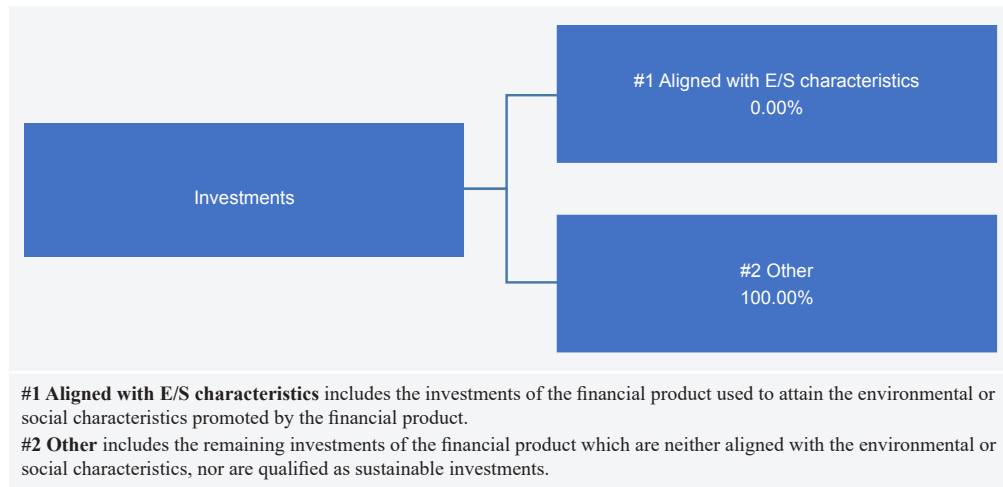 #1 Aligned with E/S characteristics
0.00%
Investments
#2 Other
100.00%
#1 Aligned with E/S characteristics includes the investments of the financial product used to attain the environmental or
social characteristics promoted by the financial product.
#2 Other includes the remaining investments of the financial product which are neither aligned with the environmental or
social characteristics, nor are qualified as sustainable investments.